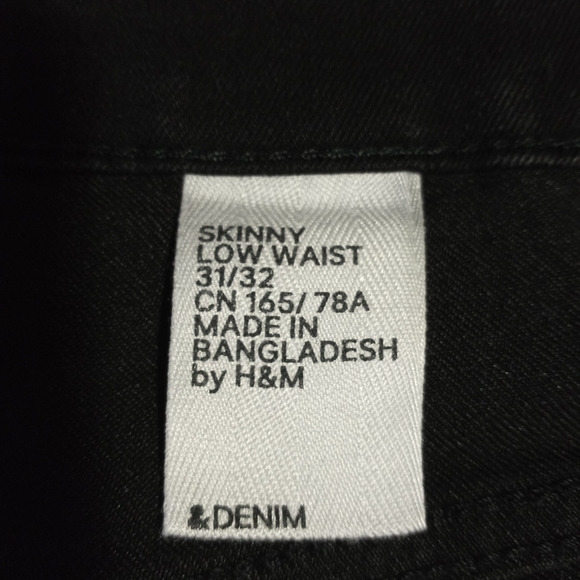 SKINNY
LOW WAIST
31/32
CN 165/ 78A
MADE IN
BANGLADESH
by H&M
&DENIM